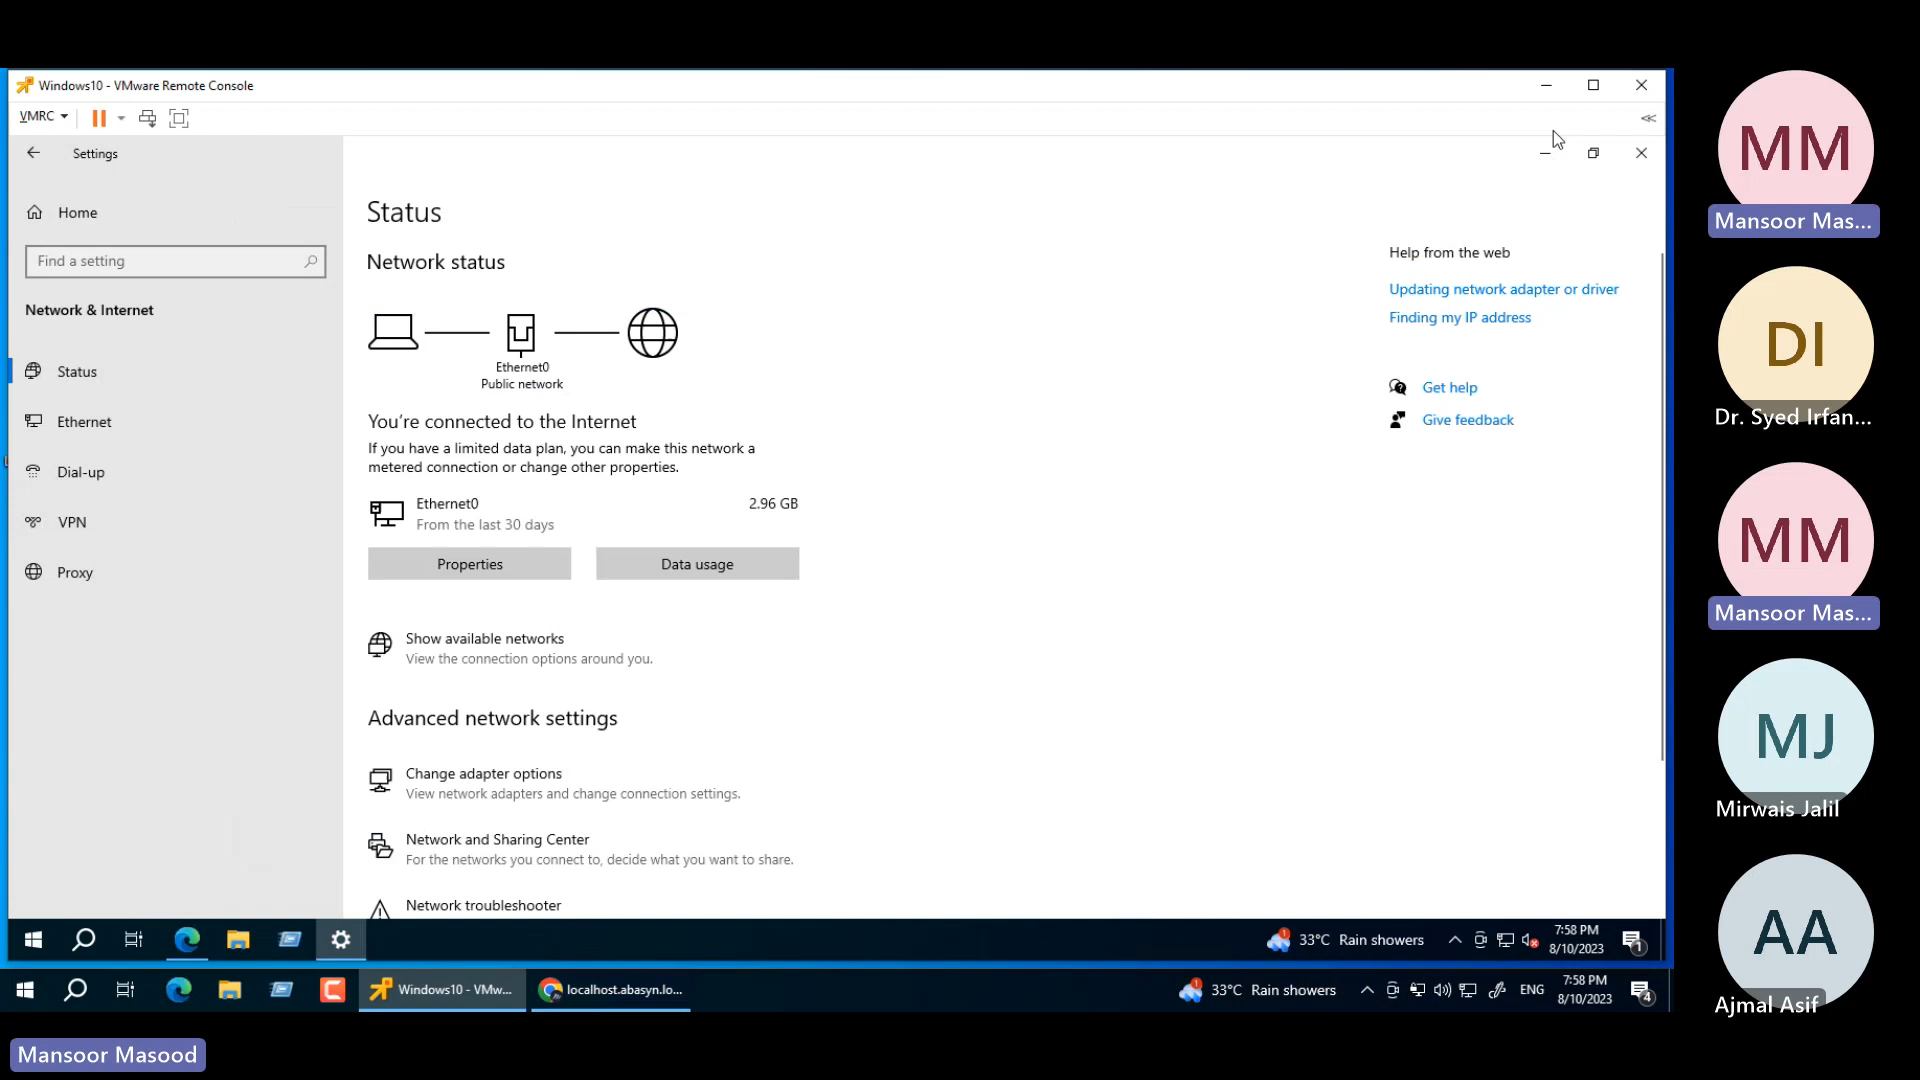 Windows10 - VMware Remote Console
VMRC
Settings
Home
Find a setting
Network & Internet
Status
Ethernet
Dial-up
VPN
Proxy
Status
Network status
Ethernet0
Public network
You're connected to the Internet
If you have a limited data plan, you can make this network a
metered connection or change other properties.
Ethernet0 2.96 GB
From the last 30 days
Properties Data usage
Show available networks
View the connection options around you.
Advanced network settings
Change adapter options
View network adapters and change connection settings.
Network and Sharing Center
For the networks you connect to, decide what you want to share.
Network troubleshooter
Help from the web
Updating network adapter or driver
Finding my IP address
Get help
Give feedback
33°C Rain showers 7:58 PM
8/10/2023
1
Windows10 - VMw... localhost.abasyn.lo... 33°C Rain showers ENG 7:58 PM
8/10/2023
4
Mansoor Masood
MM
Mansoor Mas...
DI
Dr. Syed Irfan...
MM
Mansoor Mas...
MJ
Mirwais Jalil
AA
Ajmal Asif